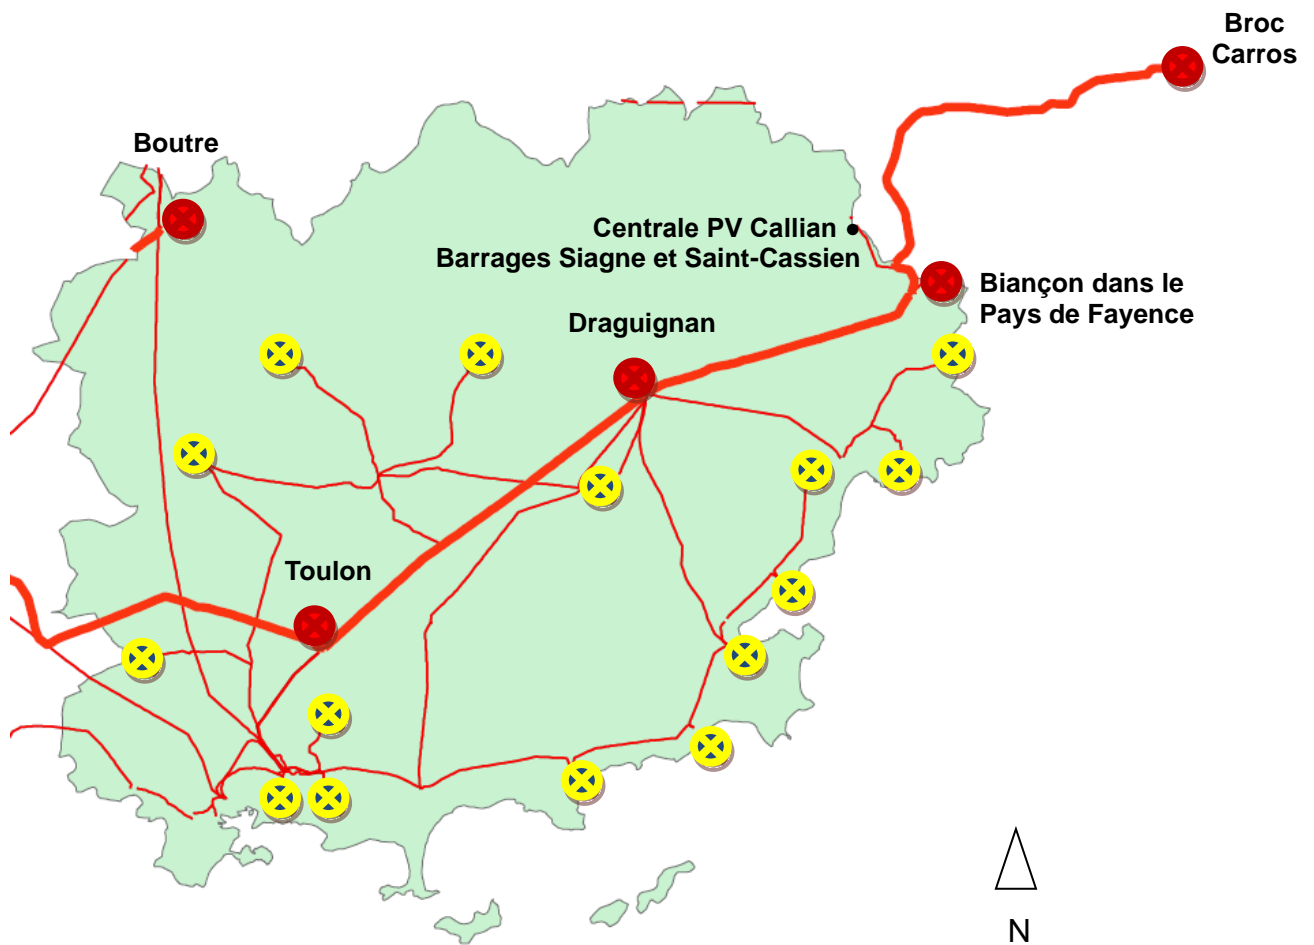 Broc
Carros
Boutre
Centrale PV Callian
Barrages Siagne et Saint-Cassien
Biançon dans le
Pays de Fayence
Draguignan
Toulon
N